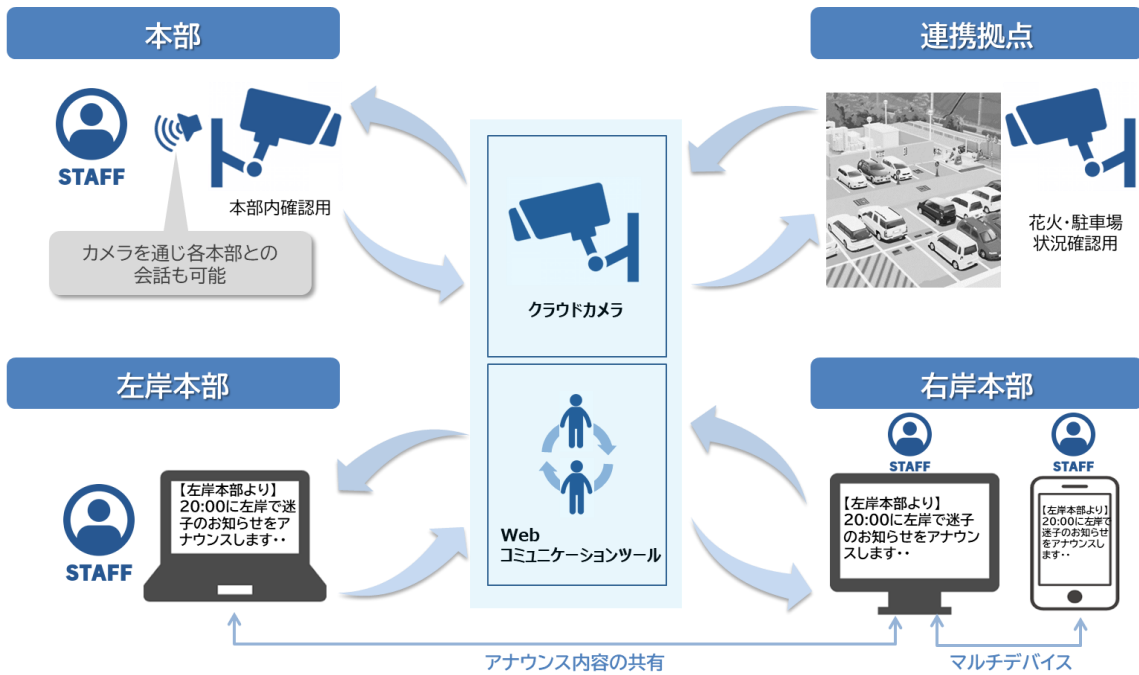 本部
連携拠点
STAFF
本部内確認用
カメラを通じ各本部との
会話も可能
クラウドカメラ
花火・駐車場
状況確認用
左岸本部
右岸本部
STAFF
【左岸本部より】
20:00に左岸で迷
子のお知らせをア
ナウンスします・・
Web
コミュニケーションツール
STAFF
【左岸本部より】
20:00に左岸で迷子
のお知らせをアナウン
スします・・
STAFF
【左岸本部より】
20:00に左岸で
迷子のお知らせ
をアナウンスし
ます・・
アナウンス内容の共有
マルチデバイス